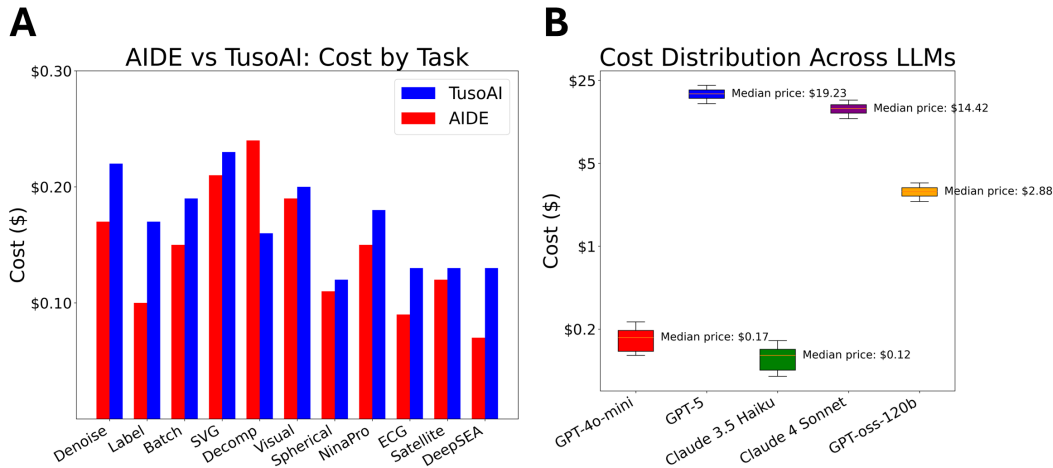 A
AIDE vs TusoAI: Cost by Task
$0.30
$0.20
$0.10
Cost ($)
TusoAI
AIDE
Denoise
Label
Batch
SVG
Decomp
Visual
Spherical
NinaPro
ECG
Satellite
DeepSEA
B
Cost Distribution Across LLMs
$25
$5
$1
$0.2
Cost ($)
Median price: $19.23
Median price: $14.42
Median price: $2.88
Median price: $0.17
Median price: $0.12
GPT-4o-mini
GPT-5
Claude 3.5 Haiku
Claude 4 Sonnet
GPT-oss-120b